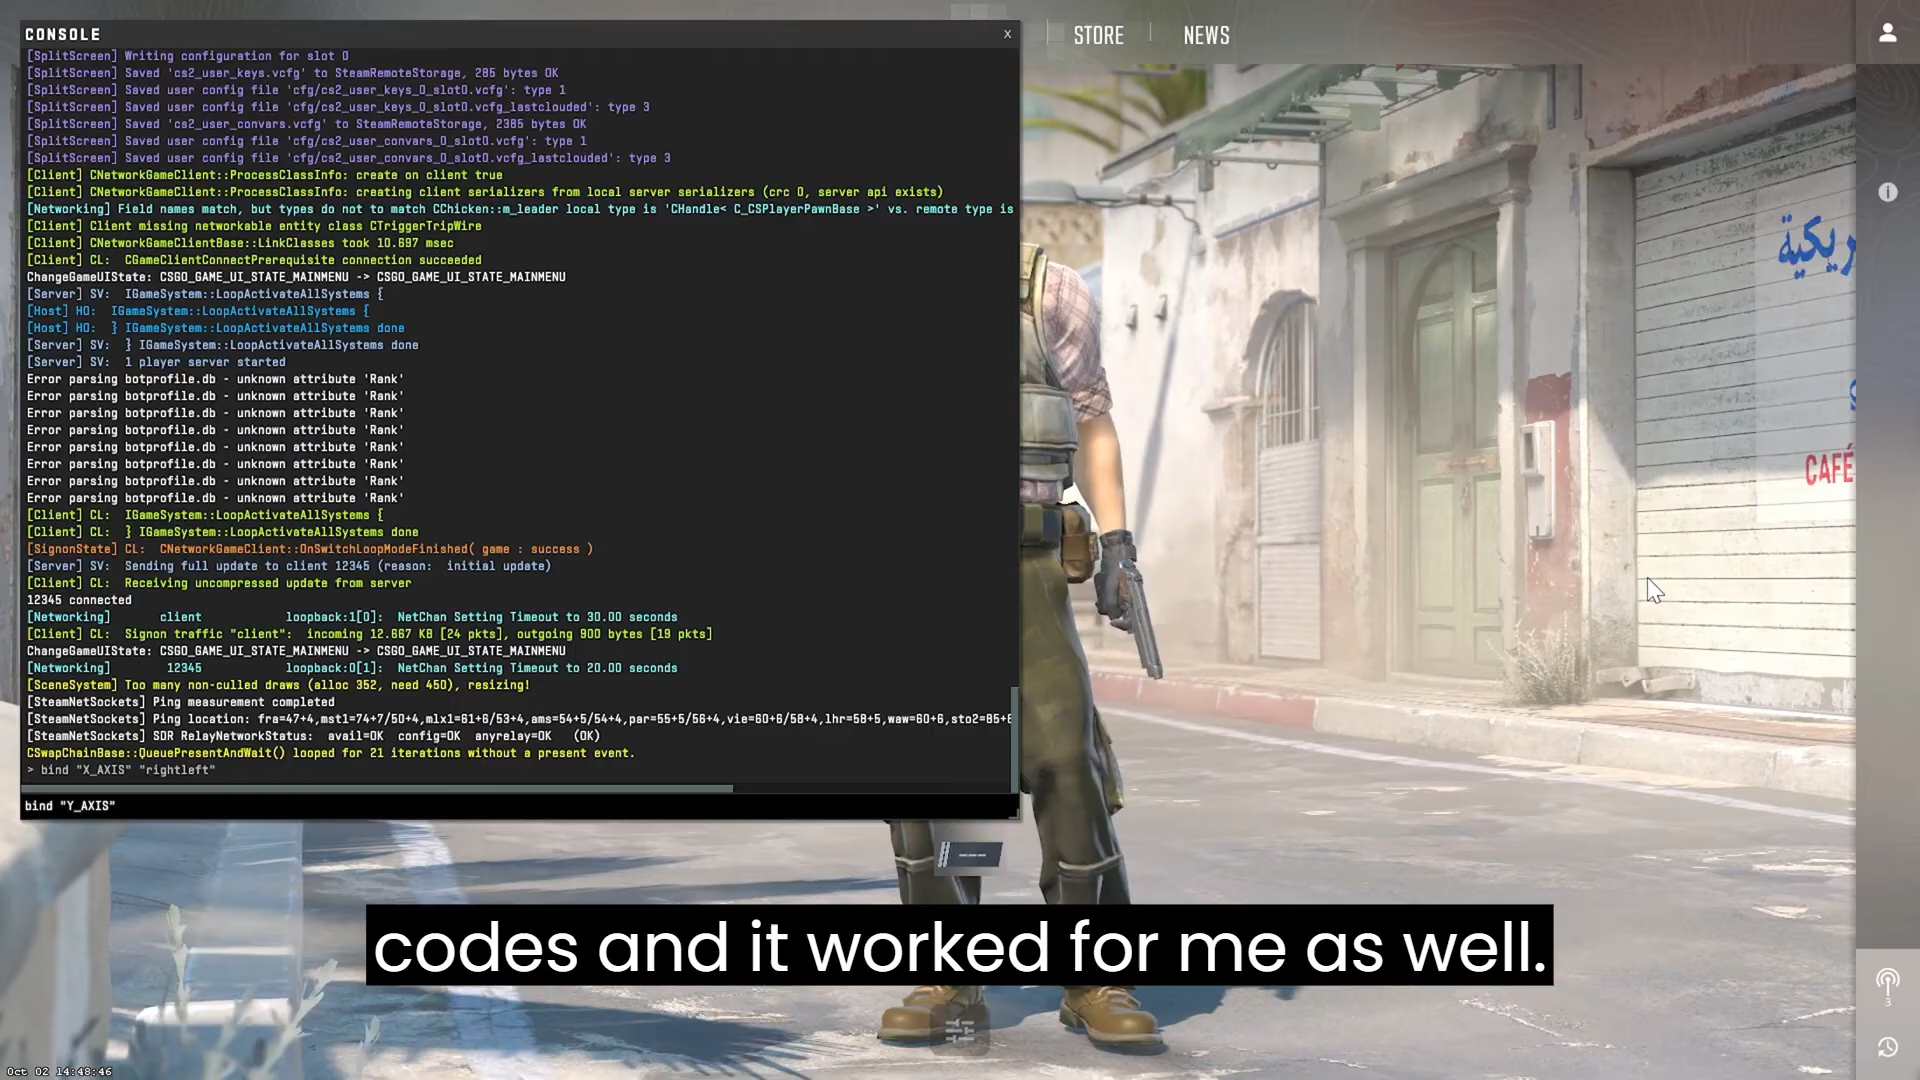 CONSOLE
x
STORE
NEWS
[SplitScreen] Writing configuration for slot 0
[SplitScreen] Saved 'cs2_user_keys.vcfg' to SteamRemoteStorage, 285 bytes OK
[SplitScreen] Saved user config file 'cfg/cs2_user_keys_0_slot0.vcfg': type 1
[SplitScreen] Saved user config file 'cfg/cs2_user_keys_0_slot0.vcfg_lastclouded': type 3
[SplitScreen] Saved 'cs2_user_convars.vcfg' to SteamRemoteStorage, 2385 bytes OK
[SplitScreen] Saved user config file 'cfg/cs2_user_convars_0_slot0.vcfg': type 1
[SplitScreen] Saved user config file 'cfg/cs2_user_convars_0_slot0.vcfg_lastclouded': type 3
[Client] CNetworkGameClient::ProcessClassInfo: create on client true
[Client] CNetworkGameClient::ProcessClassInfo: creating client serializers from local server serializers (crc 0, server api exists)
[Networking] Field names match, but types do not to match CChicken::m_leader local type is 'CHandle< C_CSPlayerPawnBase >' vs. remote type is
[Client] Client missing networkable entity class CTriggerTripWire
[Client] CNetworkGameClientBase::LinkClasses took 10.697 msec
[Client] CL:  CGameClientConnectPrerequisite connection succeeded
ChangeGameUIState: CSGO_GAME_UI_STATE_MAINMENU -> CSGO_GAME_UI_STATE_MAINMENU
[Server] SV:  IGameSystem::LoopActivateAllSystems {
[Host] HO:  IGameSystem::LoopActivateAllSystems {
[Host] HO:  } IGameSystem::LoopActivateAllSystems done
[Server] SV:  } IGameSystem::LoopActivateAllSystems done
[Server] SV:  1 player server started
Error parsing botprofile.db - unknown attribute 'Rank'
Error parsing botprofile.db - unknown attribute 'Rank'
Error parsing botprofile.db - unknown attribute 'Rank'
Error parsing botprofile.db - unknown attribute 'Rank'
Error parsing botprofile.db - unknown attribute 'Rank'
Error parsing botprofile.db - unknown attribute 'Rank'
Error parsing botprofile.db - unknown attribute 'Rank'
Error parsing botprofile.db - unknown attribute 'Rank'
[Client] CL:  IGameSystem::LoopActivateAllSystems {
[Client] CL:  } IGameSystem::LoopActivateAllSystems done
[SignonState] CL:  CNetworkGameClient::OnSwitchLoopModeFinished( game : success )
[Server] SV:  Sending full update to client 12345 (reason:  initial update)
[Client] CL:  Receiving uncompressed update from server
12345 connected
[Networking]       client            loopback:1[0]:  NetChan Setting Timeout to 30.00 seconds
[Client] CL:  Signon traffic "client":  incoming 12.667 KB [24 pkts], outgoing 900 bytes [19 pkts]
ChangeGameUIState: CSGO_GAME_UI_STATE_MAINMENU -> CSGO_GAME_UI_STATE_MAINMENU
[Networking]        12345            loopback:0[1]:  NetChan Setting Timeout to 20.00 seconds
[SceneSystem] Too many non-culled draws (alloc 352, need 450), resizing!
[SteamNetSockets] Ping measurement completed
[SteamNetSockets] Ping location: fra=47+4,mst1=74+7/50+4,mlx1=61+6/53+4,ams=54+5/54+4,par=55+5/56+4,vie=60+6/58+4,lhr=58+5,waw=60+6,sto2=85+8
[SteamNetSockets] SDR RelayNetworkStatus:  avail=OK  config=OK  anyrelay=OK   (OK)
CSwapChainBase::QueuePresentAndWait() looped for 21 iterations without a present event.
> bind "X_AXIS" "rightleft"
bind "Y_AXIS"
CAFÉ
codes and it worked for me as well.
3
Oct 02 14:48:46